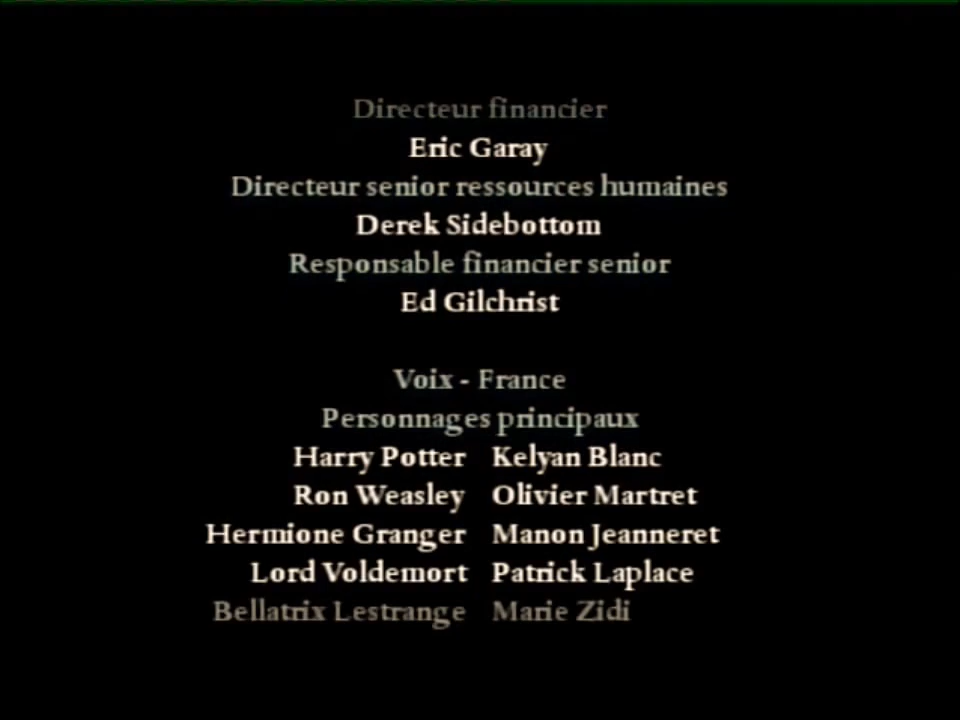 Directeur financier
Eric Garay
Directeur senior ressources humaines
Derek Sidebottom
Responsable financier senior
Ed Gilchrist
Voix - France
Personnages principaux
Harry Potter Kelyan Blanc
Ron Weasley Olivier Martret
Hermione Granger Manon Jeanneret
Lord Voldemort Patrick Laplace
Bellatrix Lestrange Marie Zidi